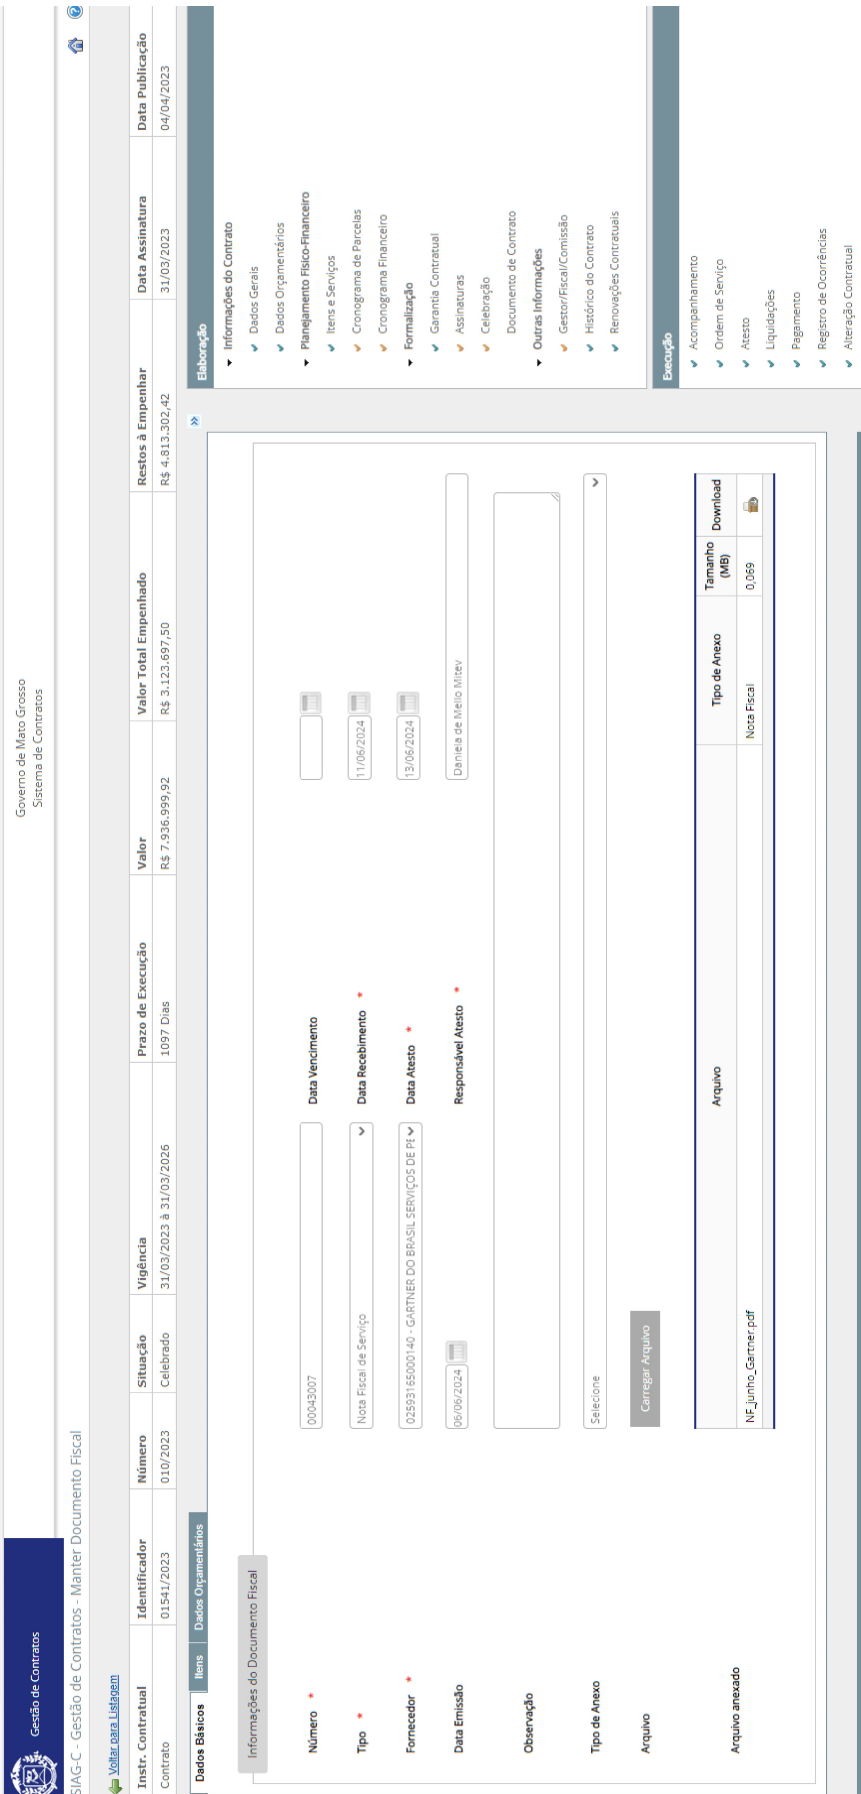 Governo de Mato Grosso
Sistema de Contratos
Gestão de Contratos
SIAG-C - Gestão de Contratos - Manter Documento Fiscal
Voltar para Listagem
Instr. Contratual Identificador Número Situação Vigência Prazo de Execução Valor Valor Total Empenhado Restos à Empenhar Data Assinatura Data Publicação
Contrato 01541/2023 010/2023 Celebrado 31/03/2023 à 31/03/2026 1097 Dias R$ 7.936.999,92 R$ 3.123.697,50 R$ 4.813.302,42 31/03/2023 04/04/2023
Dados Básicos Itens Dados Orçamentários
Informações do Documento Fiscal
Número * 00043007 Data Vencimento
Tipo * Nota Fiscal de Serviço Data Recebimento * 11/06/2024
Fornecedor * 02593165000140 - GARTNER DO BRASIL SERVIÇOS DE PE Data Atesto * 13/06/2024
Data Emissão 06/06/2024 Responsável Atesto * Daniela de Mello Mitev
Observação
Tipo de Anexo Selecione
Arquivo Carregar Arquivo
Arquivo anexado
Arquivo Tipo de Anexo Tamanho (MB) Download
NF_junho_Gartner.pdf Nota Fiscal 0,069
Elaboração
Informações do Contrato
Dados Gerais
Dados Orçamentários
Planejamento Físico-Financeiro
Itens e Serviços
Cronograma de Parcelas
Cronograma Financeiro
Formalização
Garantia Contratual
Assinaturas
Celebração
Documento de Contrato
Outras Informações
Gestor/Fiscal/Comissão
Histórico do Contrato
Renovações Contratuais
Execução
Acompanhamento
Ordem de Serviço
Atesto
Liquidações
Pagamento
Registro de Ocorrências
Alteração Contratual